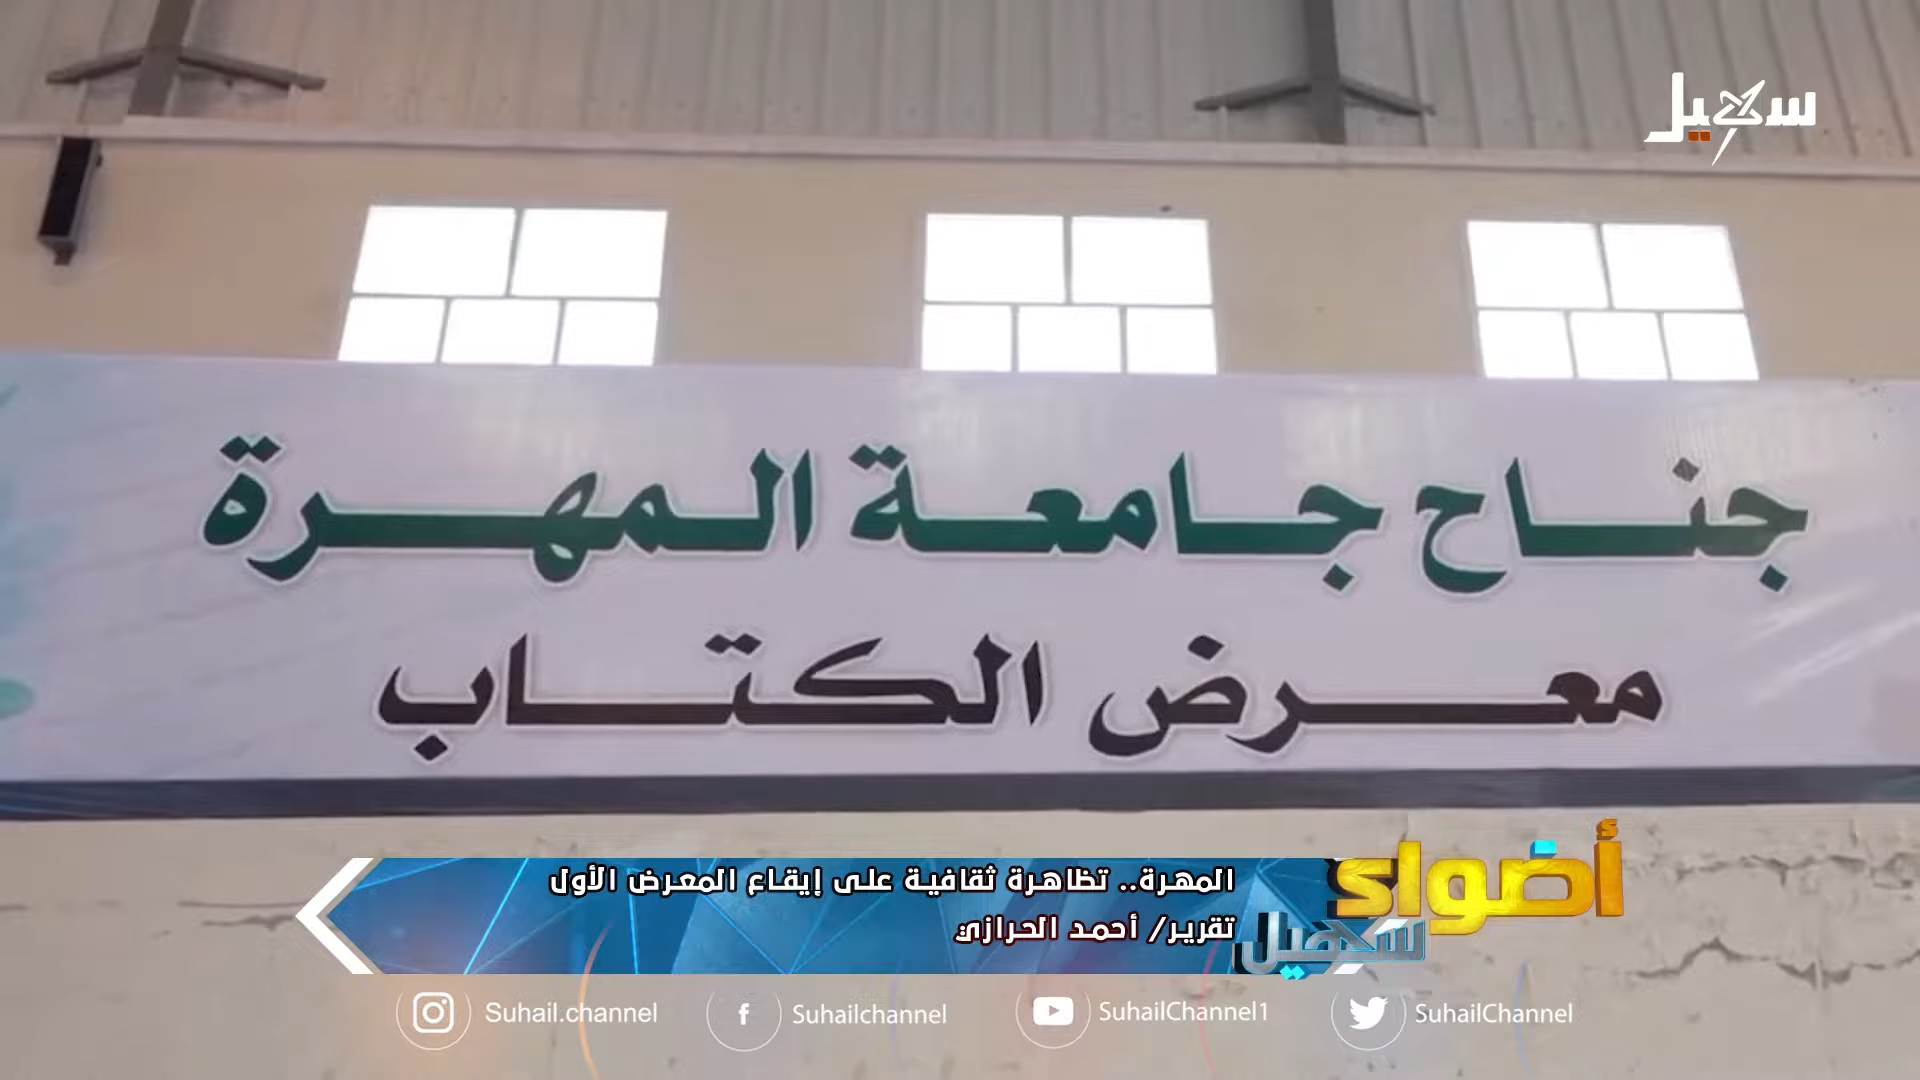 سهيل
جناح جامعة المهرة
معرض الكتاب
أضواء
سهيل
المهرة.. تظاهرة ثقافية على إيقاع المعرض الأول
تقرير/ أحمد الحرازي
Suhail.channel
Suhailchannel
SuhailChannel1
SuhailChannel